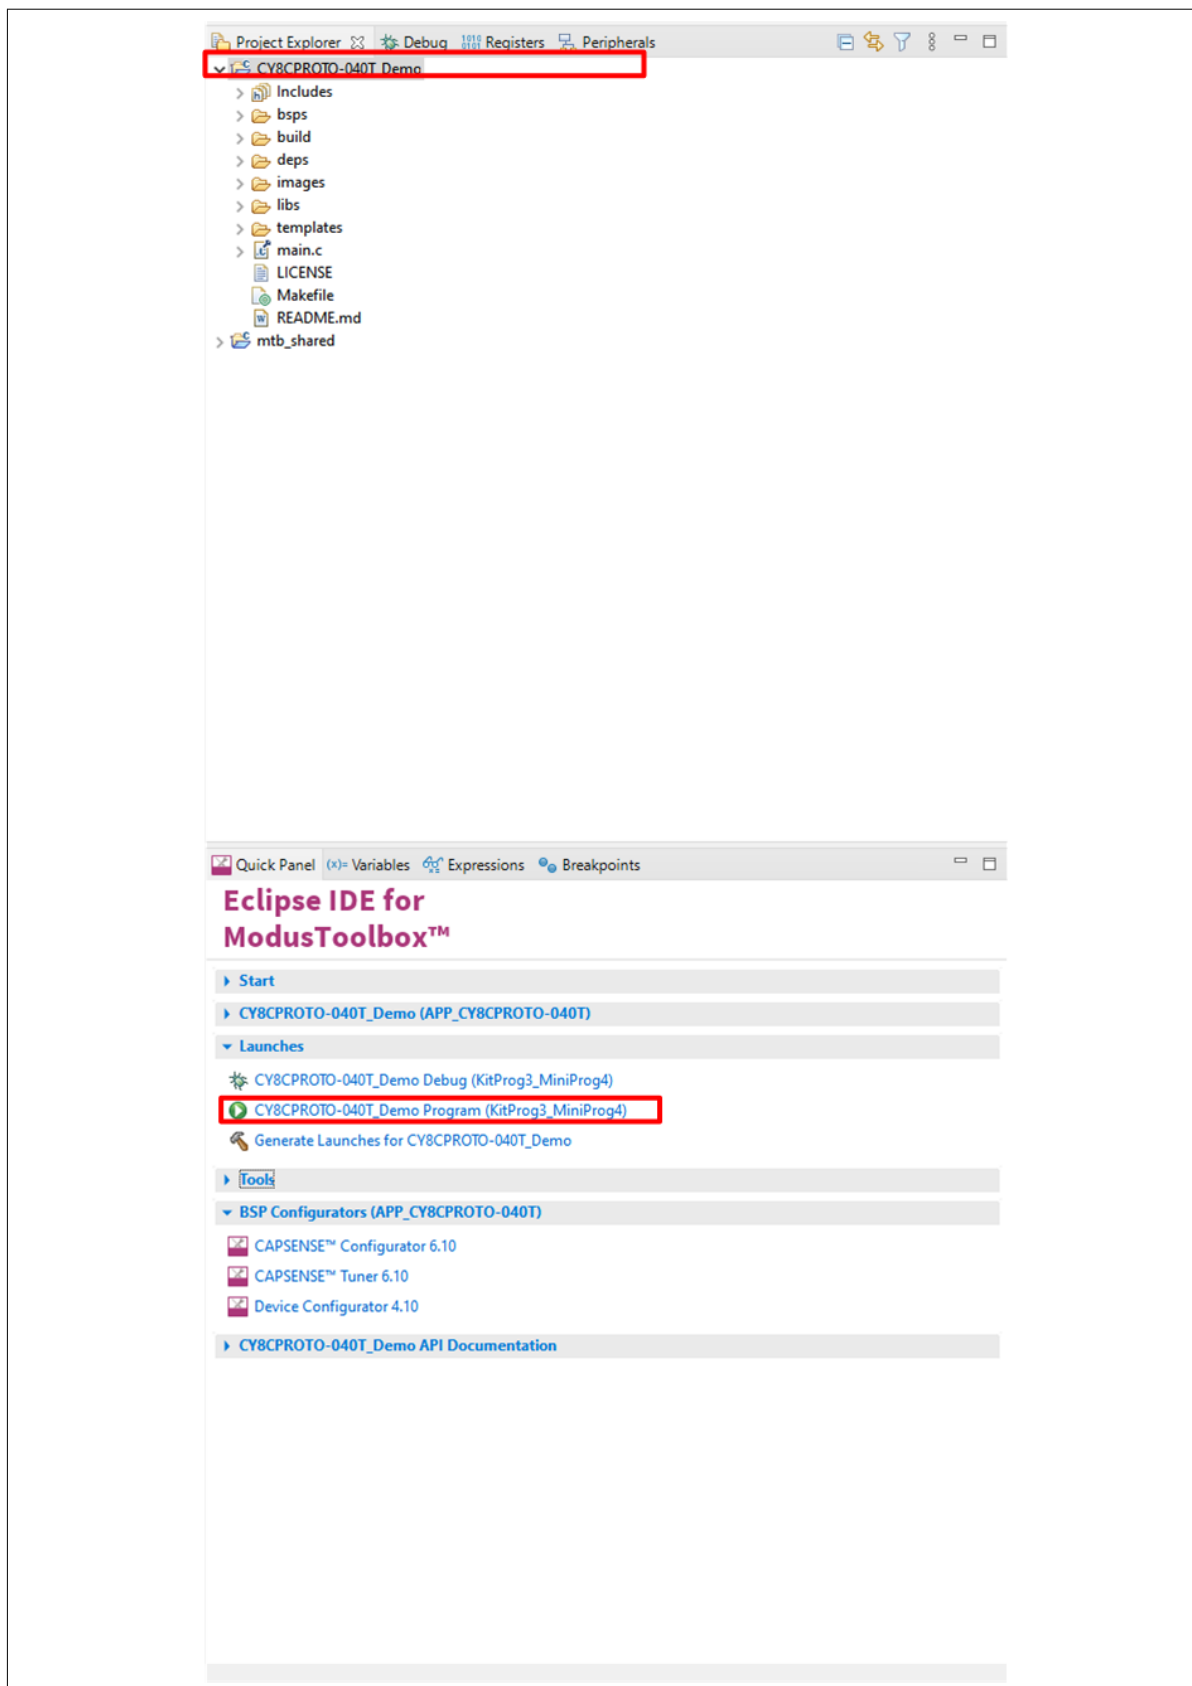 Project Explorer Debug Registers Peripherals
CY8CPROTO-040T_Demo
Includes
bsps
build
deps
images
libs
templates
main.c
LICENSE
Makefile
README.md
mtb_shared
Quick Panel (x)= Variables Expressions Breakpoints
Eclipse IDE for
ModusToolbox™
Start
CY8CPROTO-040T_Demo (APP_CY8CPROTO-040T)
Launches
CY8CPROTO-040T_Demo Debug (KitProg3_MiniProg4)
CY8CPROTO-040T_Demo Program (KitProg3_MiniProg4)
Generate Launches for CY8CPROTO-040T_Demo
Tools
BSP Configurators (APP_CY8CPROTO-040T)
CAPSENSE™ Configurator 6.10
CAPSENSE™ Tuner 6.10
Device Configurator 4.10
CY8CPROTO-040T_Demo API Documentation